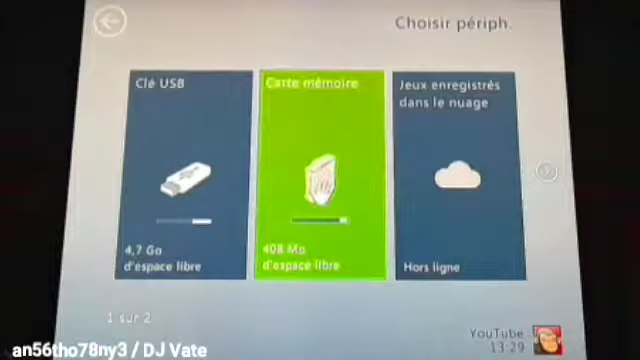 Choisir périph.
Clé USB
4,7 Go
d'espace libre
Carte mémoire
408 Mo
d'espace libre
Jeux enregistrés
dans le nuage
Hors ligne
1 sur 2
YouTube
13:29
an56tho78ny3 / DJ Vate